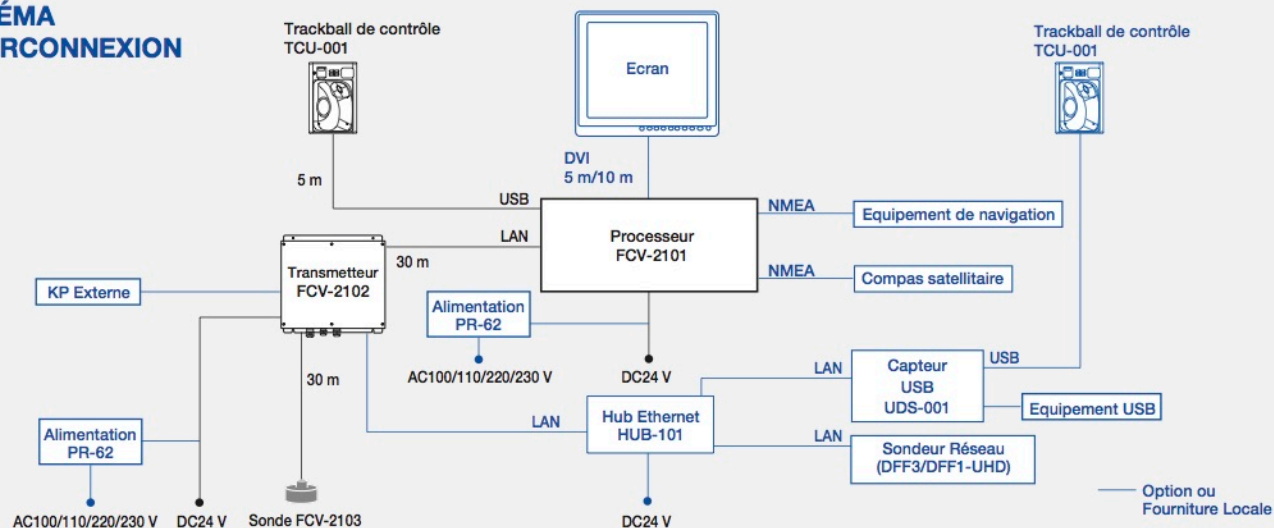 ÉMA
RCONNEXION
Trackball de contrôle
TCU-001
Ecran
Trackball de contrôle
TCU-001
DVI
5 m/10 m
5 m
USB
NMEA
Equipement de navigation
LAN
Processeur
FCV-2101
30 m
Transmetteur
FCV-2102
NMEA
Compas satellitaire
KP Externe
Alimentation
PR-62
AC100/110/220/230 V
DC24 V
30 m
LAN
Capteur
USB
UDS-001
USB
Equipement USB
LAN
Hub Ethernet
HUB-101
LAN
Sondeur Réseau
(DFF3/DFF1-UHD)
Alimentation
PR-62
AC100/110/220/230 V
DC24 V
Sonde FCV-2103
DC24 V
Option ou
Fourniture Locale